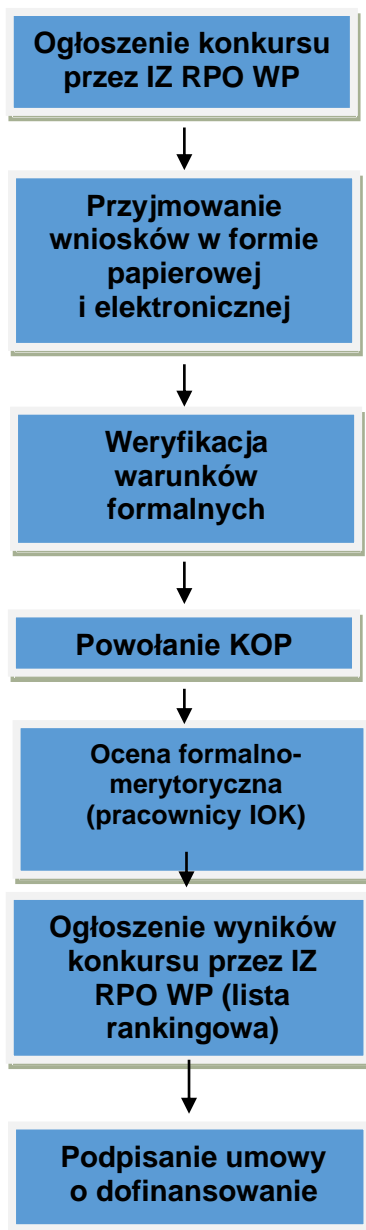 Ogłoszenie konkursu
przez IZ RPO WP
Przyjmowanie
wniosków w formie
papierowej
i elektronicznej
Weryfikacja
warunków
formalnych
Powołanie KOP
Ocena formalno-
merytoryczna
(pracownicy IOK)
Ogłoszenie wyników
konkursu przez IZ
RPO WP (lista
rankingowa)
Podpisanie umowy
o dofinansowanie